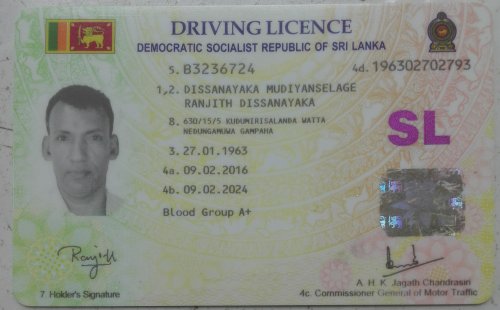 DRIVING LICENCE
DEMOCRATIC SOCIALIST REPUBLIC OF SRI LANKA
5. B3236724 4d. 196302702793
1,2. DISSANAYAKA MUDIYANSELAGE
RANJITH DISSANAYAKA
8. 630/15/5 KUDUMIRISALANDA WATTA
NEDUNGAMUWA GAMPAHA
SL
3. 27.01.1963
4a. 09.02.2016
4b. 09.02.2024
Blood Group A+
Ranjith
A. H. K. Jagath Chandrasiri
7 Holder's Signature 4c. Commissioner General of Motor Traffic